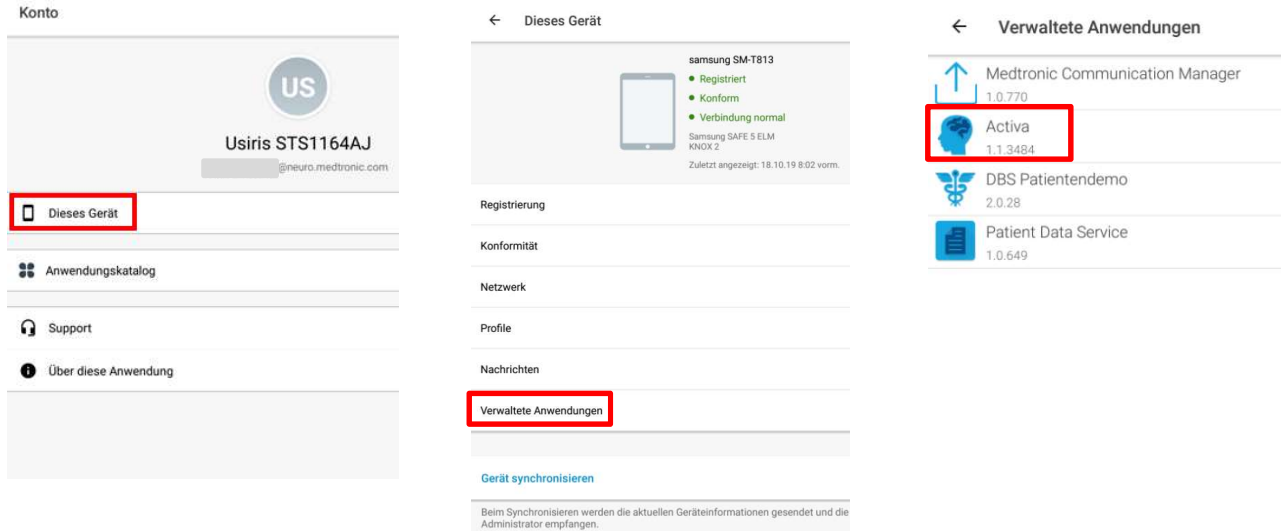 Konto
US
Usiris STS1164AJ
@neuro.medtronic.com
Dieses Gerät
Anwendungskatalog
Support
Über diese Anwendung
Dieses Gerät
samsung SM-T813
Registriert
Konform
Verbindung normal
Samsung SAFE 5 ELM
KNOX 2
Zuletzt angezeigt: 18.10.19 8:02 vorm.
Registrierung
Konformität
Netzwerk
Profile
Nachrichten
Verwaltete Anwendungen
Gerät synchronisieren
Beim Synchronisieren werden die aktuellen Geräteinformationen gesendet und die
Administrator empfangen.
Verwaltete Anwendungen
Medtronic Communication Manager
1.0.770
Activa
1.1.3484
DBS Patientendemo
2.0.28
Patient Data Service
1.0.649